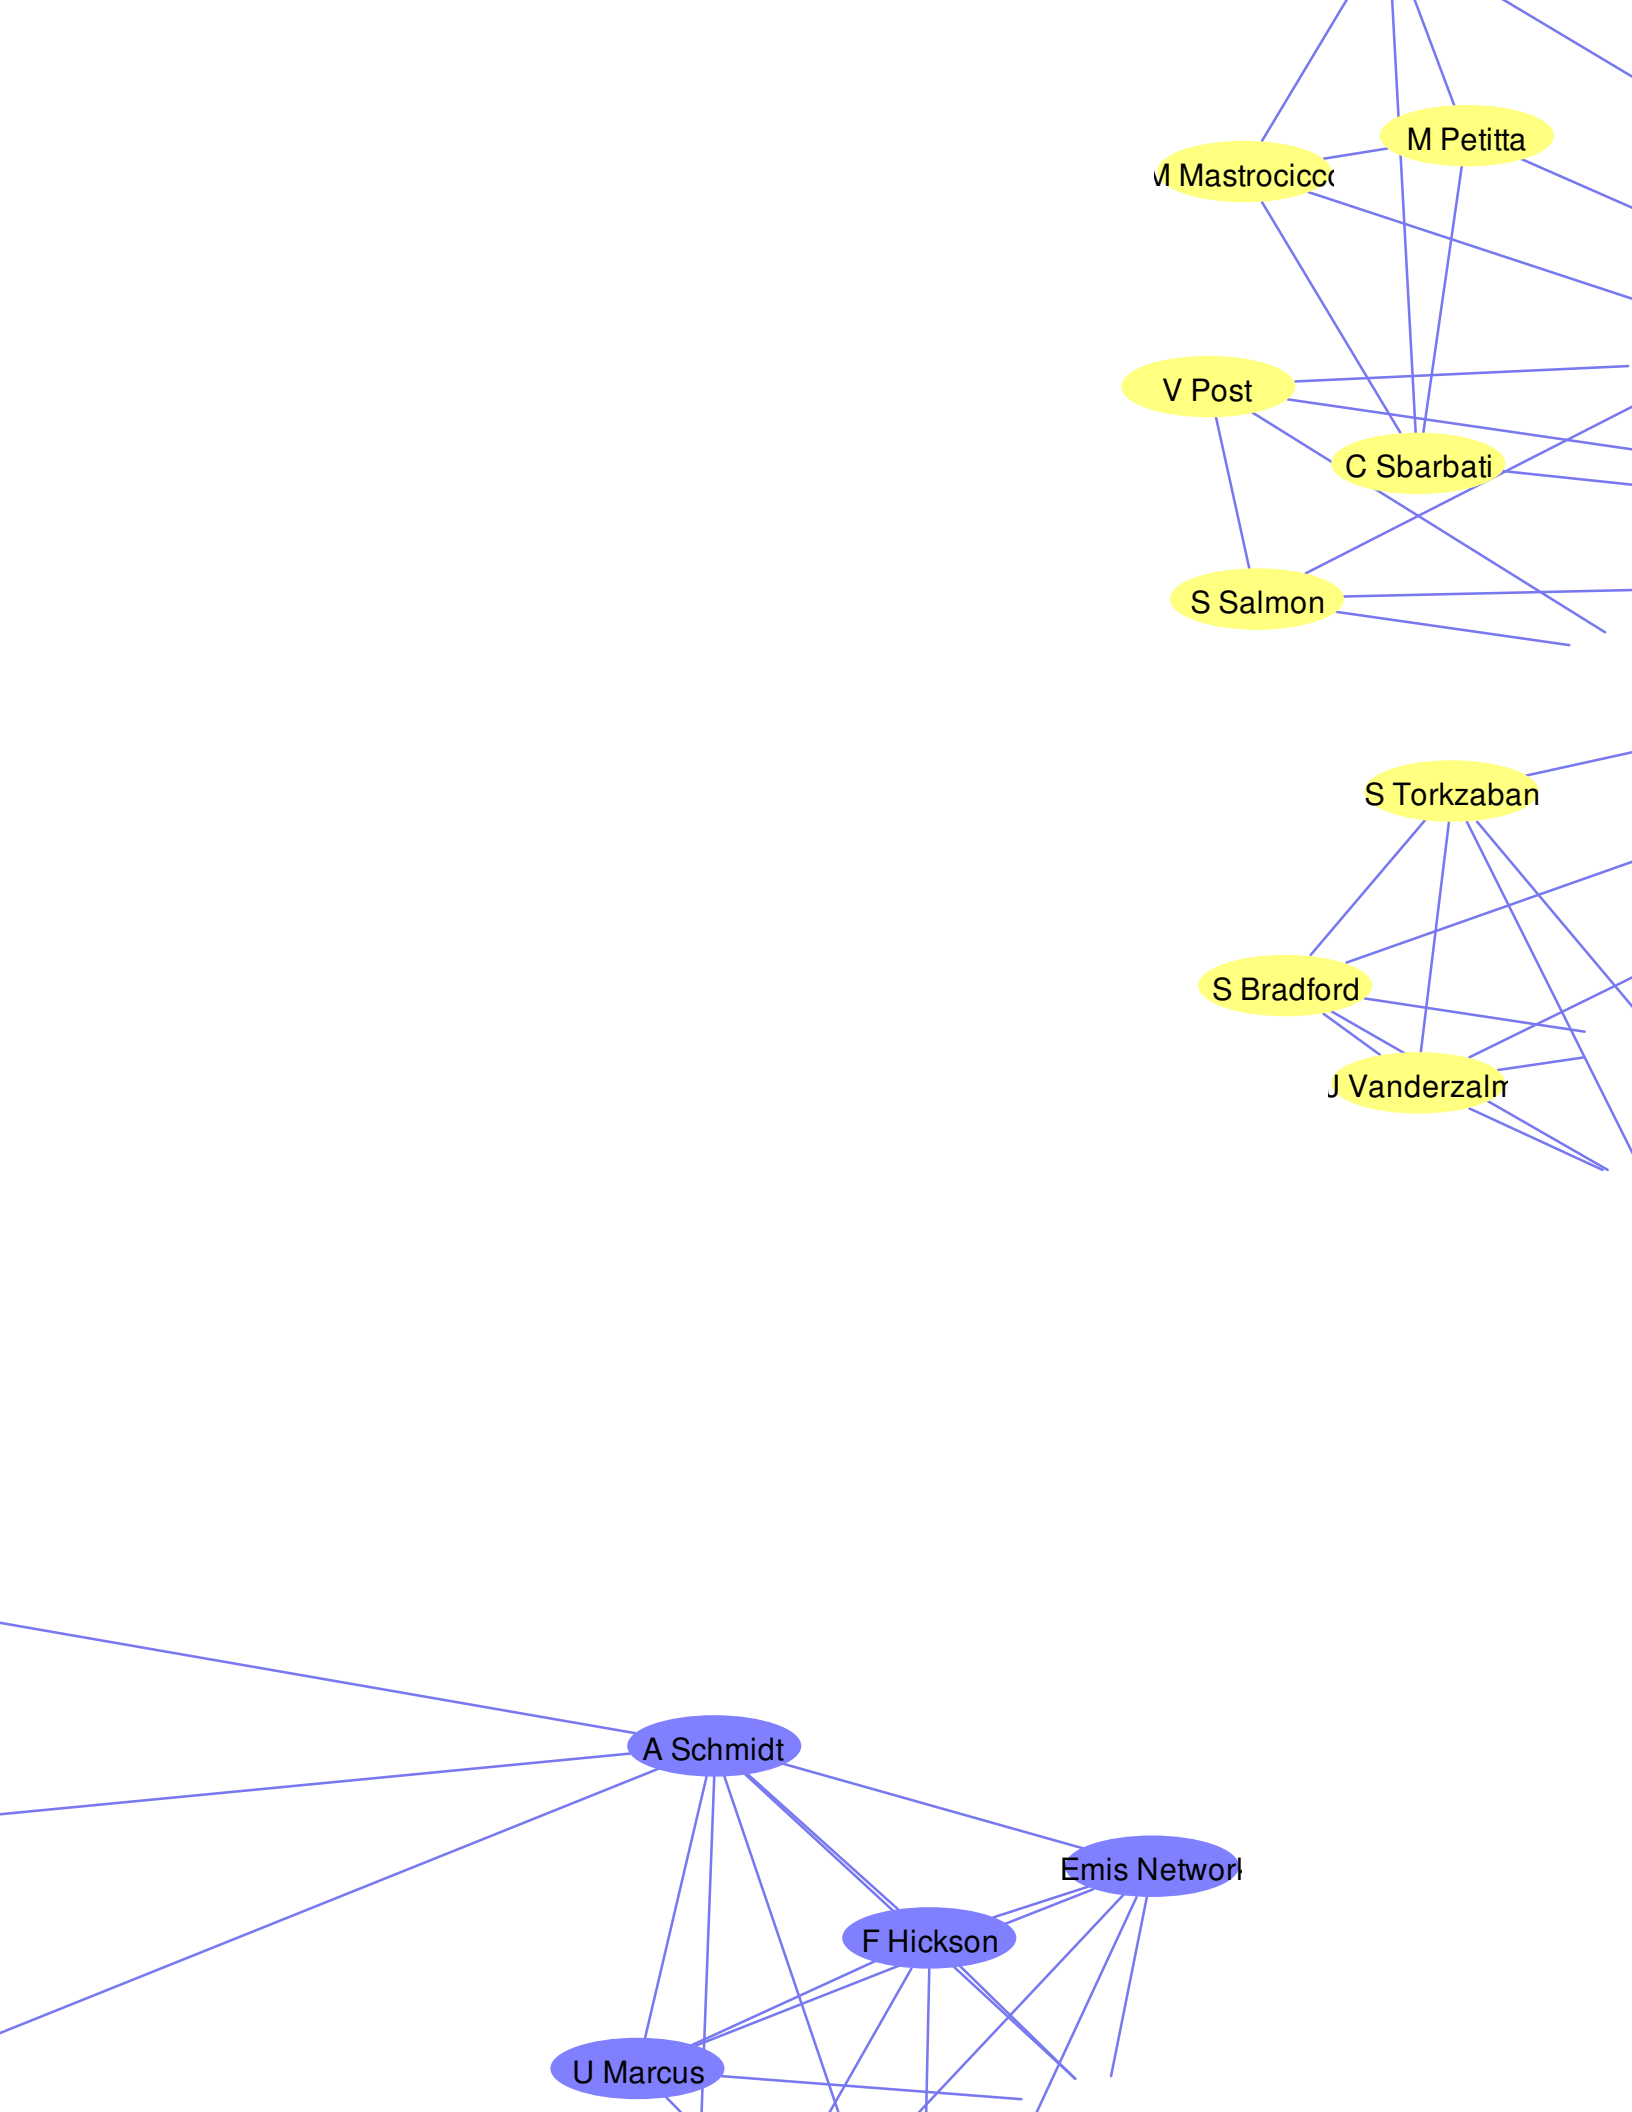 M Petitta
M Mastrocicco
V Post
C Sbarbati
S Salmon
S Torkzaban
S Bradford
J Vanderzalm
A Schmidt
Emis Network
F Hickson
U Marcus